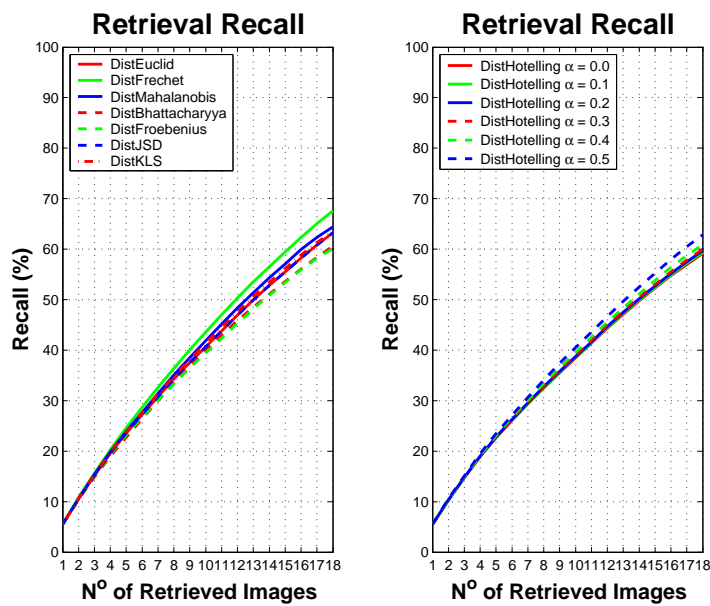 Retrieval Recall
100
90
80
70
60
50
40
30
20
10
0
Recall (%)
DistEuclid
DistFrechet
DistMahalanobis
DistBhattacharyya
DistFroebenius
DistJSD
DistKLS
1 2 3 4 5 6 7 8 9 10 11 12 13 14 15 16 17 18
Nº of Retrieved Images
Retrieval Recall
100
90
80
70
60
50
40
30
20
10
0
Recall (%)
DistHotelling α = 0.0
DistHotelling α = 0.1
DistHotelling α = 0.2
DistHotelling α = 0.3
DistHotelling α = 0.4
DistHotelling α = 0.5
1 2 3 4 5 6 7 8 9 10 11 12 13 14 15 16 17 18
Nº of Retrieved Images